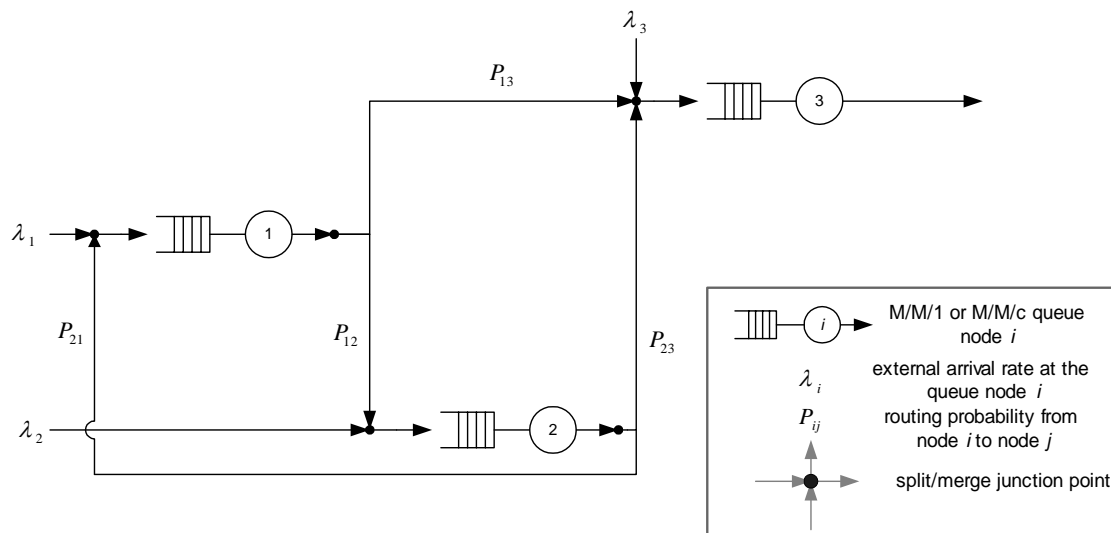 λ₃
P₁₃
3
λ₁
1
P₂₁
P₁₂
P₂₃
λ₂
2
i
M/M/1 or M/M/c queue
node i
λᵢ
external arrival rate at the
queue node i
Pᵢⱼ
routing probability from
node i to node j
split/merge junction point